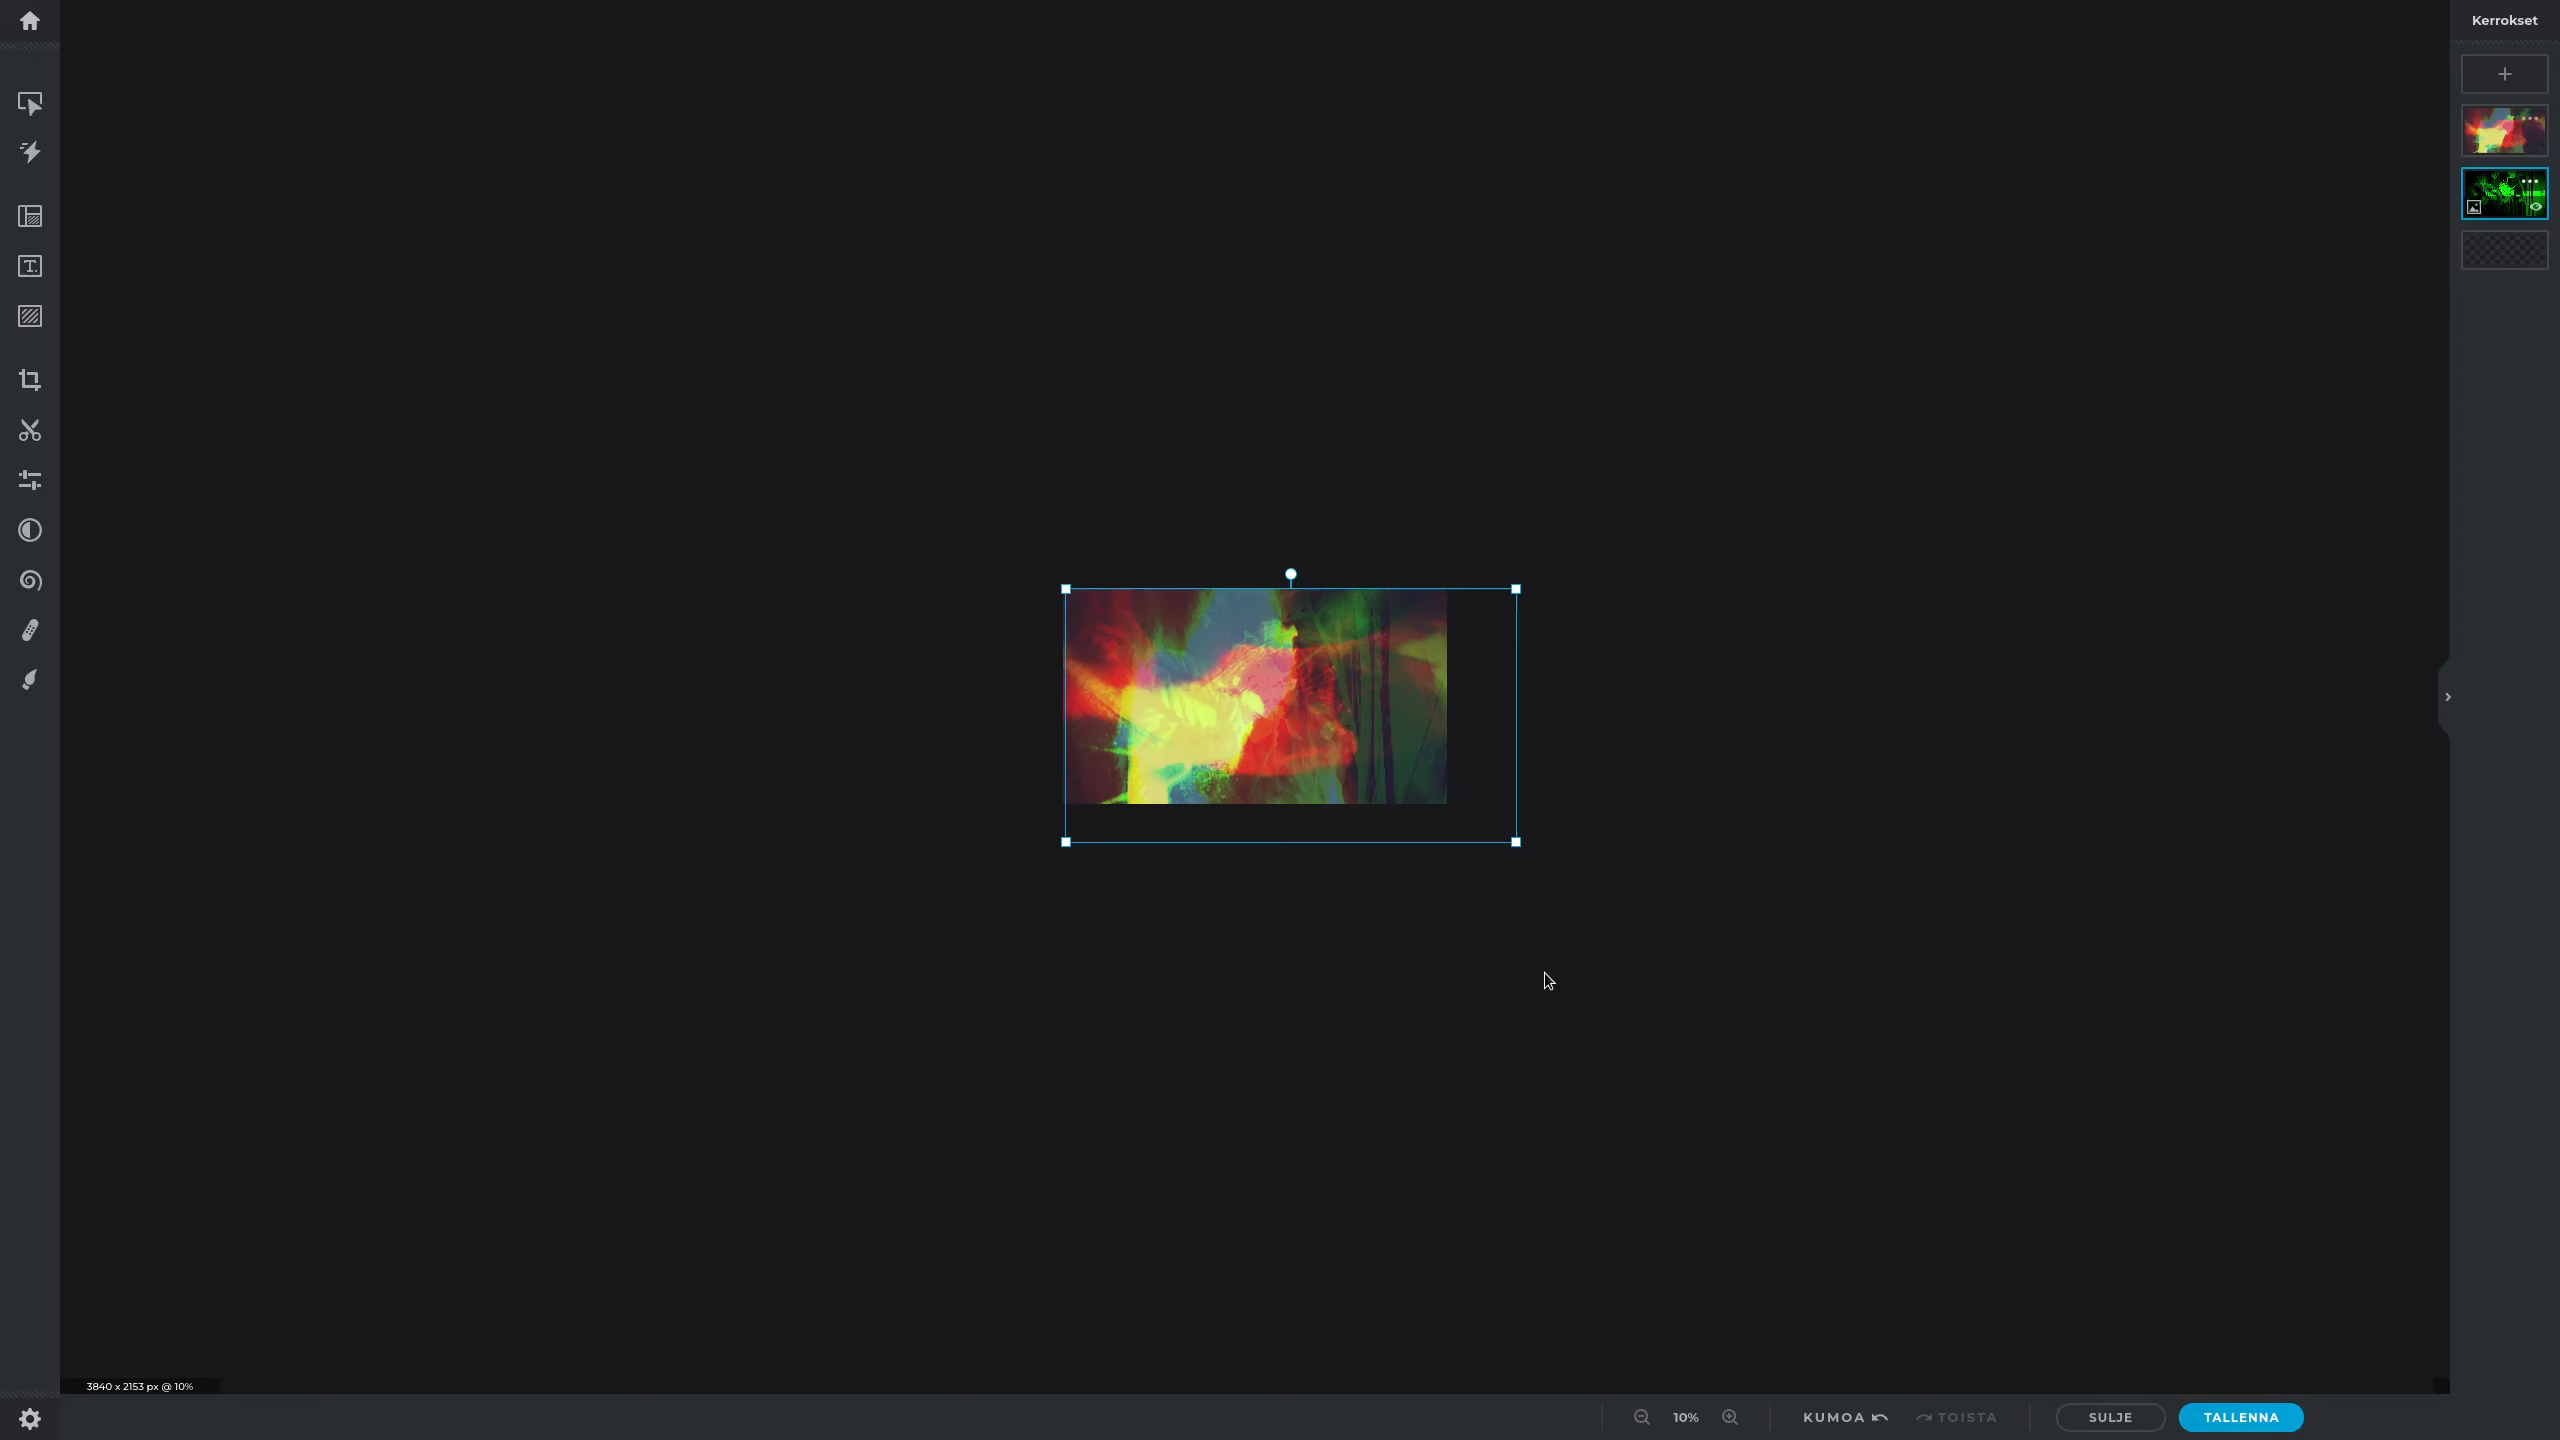 Kerrokset
3840 x 2153 px @ 10%
10%
KUMOA
TOISTA
SULJE
TALLENNA